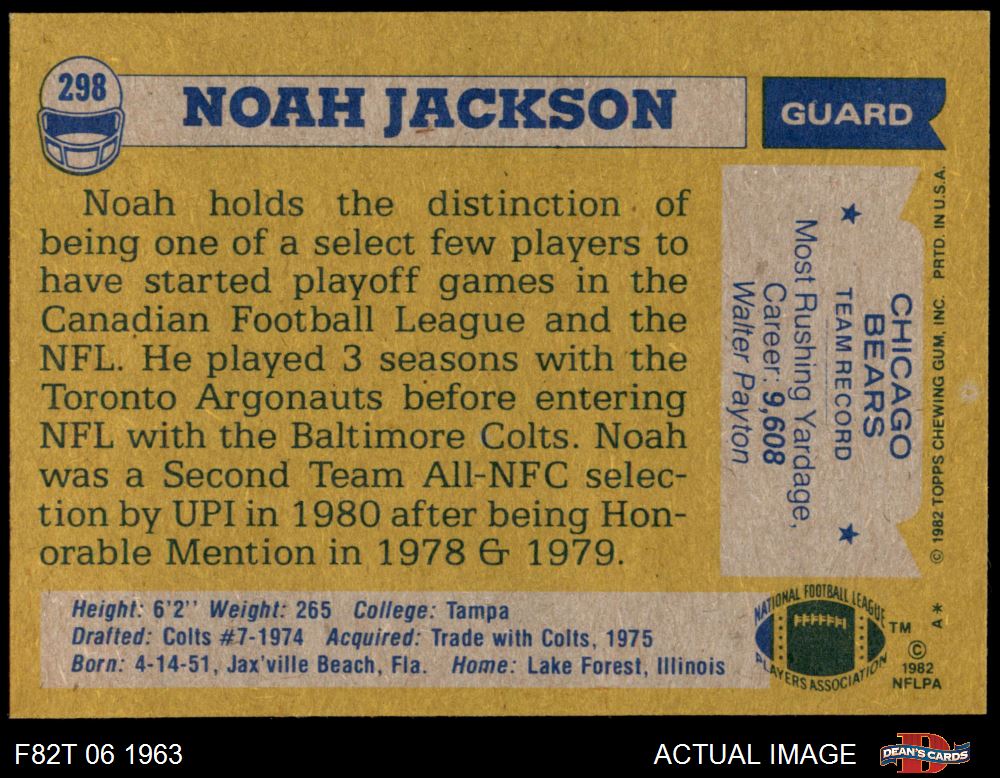 298
NOAH JACKSON
GUARD
Noah holds the distinction of
being one of a select few players to
have started playoff games in the
Canadian Football League and the
NFL. He played 3 seasons with the
Toronto Argonauts before entering
NFL with the Baltimore Colts. Noah
was a Second Team All-NFC selec-
tion by UPI in 1980 after being Hon-
orable Mention in 1978 & 1979.
Height: 6'2'' Weight: 265 College: Tampa
Drafted: Colts #7-1974 Acquired: Trade with Colts, 1975
Born: 4-14-51, Jax'ville Beach, Fla. Home: Lake Forest, Illinois
CHICAGO
BEARS
TEAM RECORD
Most Rushing Yardage,
Career: 9,608
Walter Payton
© 1982 TOPPS CHEWING GUM, INC. PRTD. IN U.S.A.
A*
NATIONAL FOOTBALL LEAGUE
PLAYERS ASSOCIATION
TM
©
1982
NFLPA
F82T 06 1963
ACTUAL IMAGE
D
DEAN'S CARDS